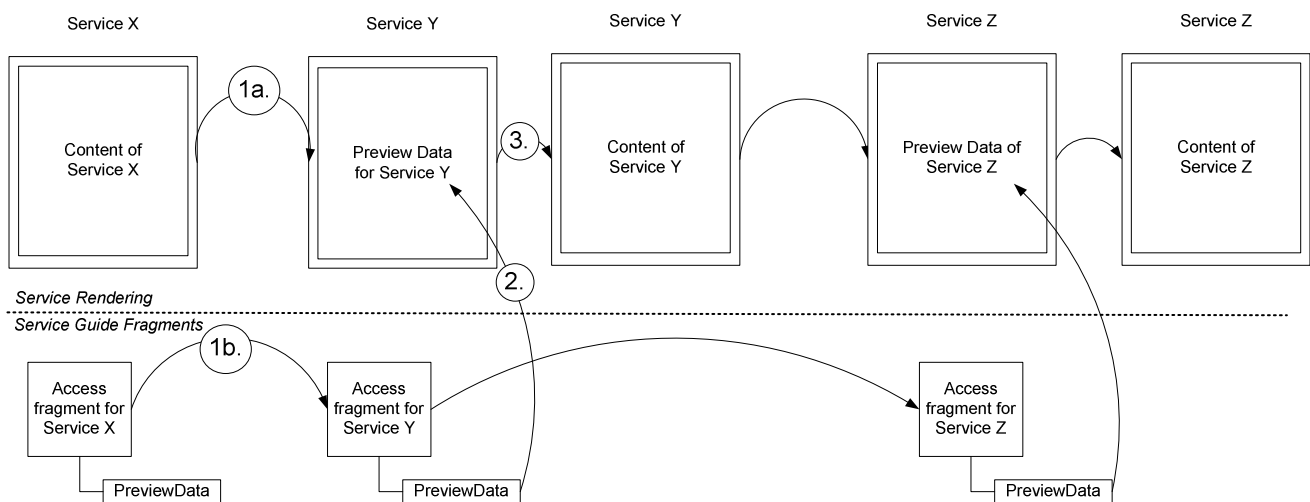 Service X
Service Y
Service Y
Service Z
Service Z
1a.
3.
Content of
Service X
Preview Data
for Service Y
Content of
Service Y
Preview Data of
Service Z
Content of
Service Z
2.
Service Rendering
Service Guide Fragments
1b.
Access
fragment for
Service X
Access
fragment for
Service Y
Access
fragment for
Service Z
PreviewData
PreviewData
PreviewData